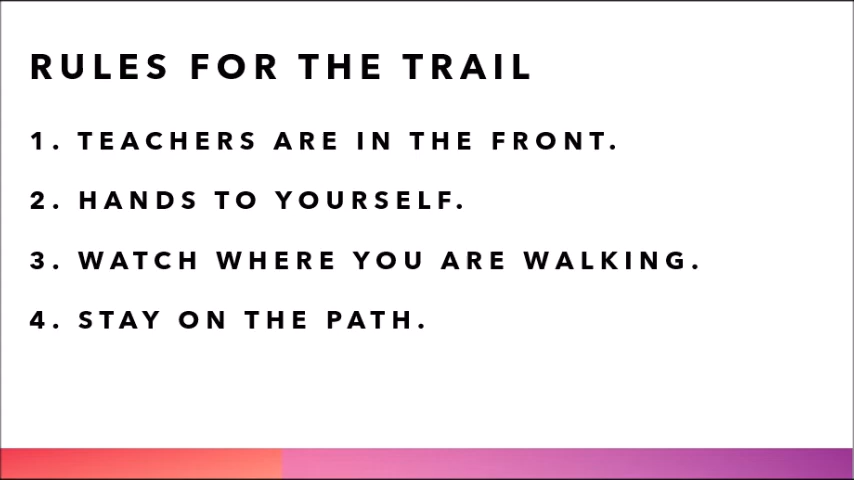 RULES FOR THE TRAIL
1. TEACHERS ARE IN THE FRONT.
2. HANDS TO YOURSELF.
3. WATCH WHERE YOU ARE WALKING.
4. STAY ON THE PATH.